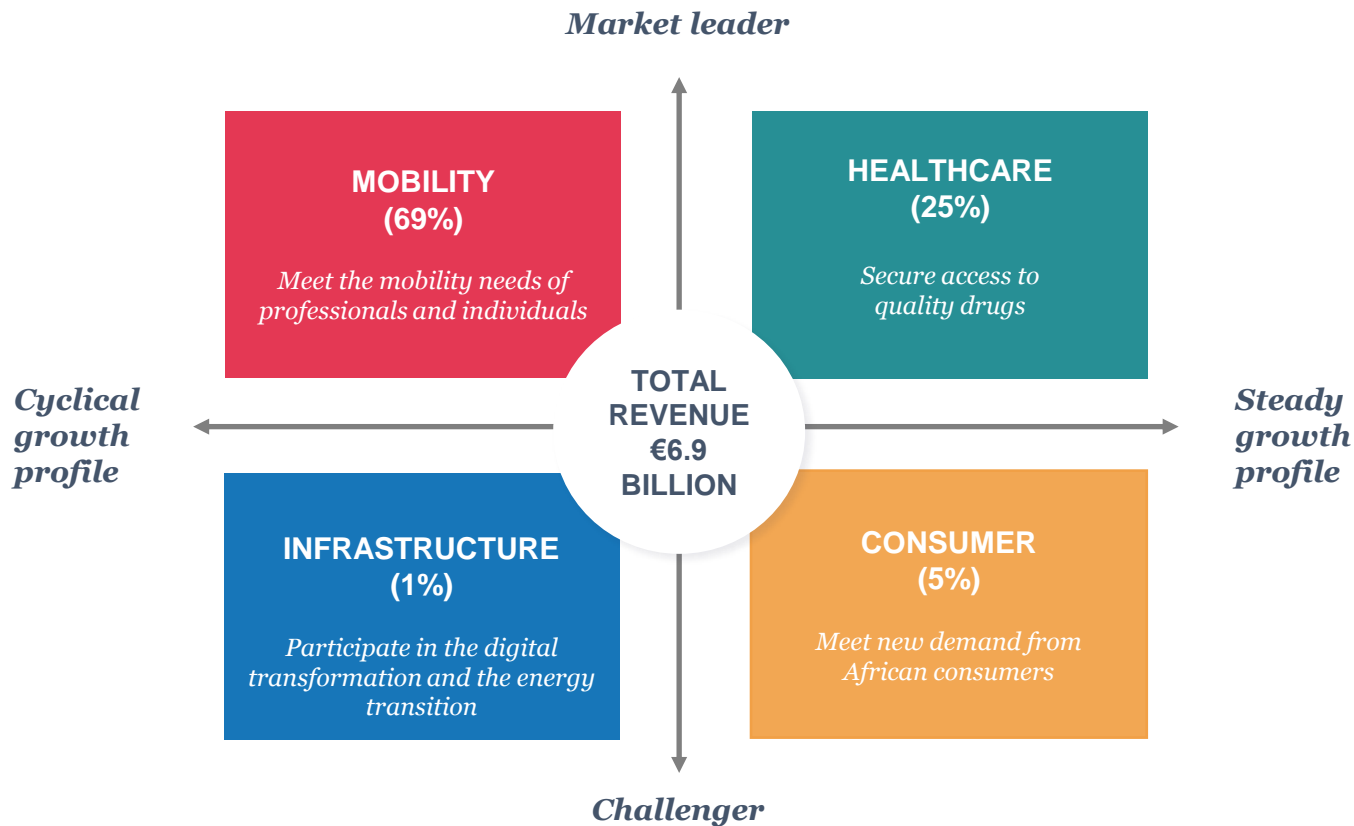 Market leader
MOBILITY
(69%)
Meet the mobility needs of
professionals and individuals
HEALTHCARE
(25%)
Secure access to
quality drugs
Cyclical
growth
profile
TOTAL
REVENUE
€6.9
BILLION
Steady
growth
profile
INFRASTRUCTURE
(1%)
Participate in the digital
transformation and the energy
transition
CONSUMER
(5%)
Meet new demand from
African consumers
Challenger